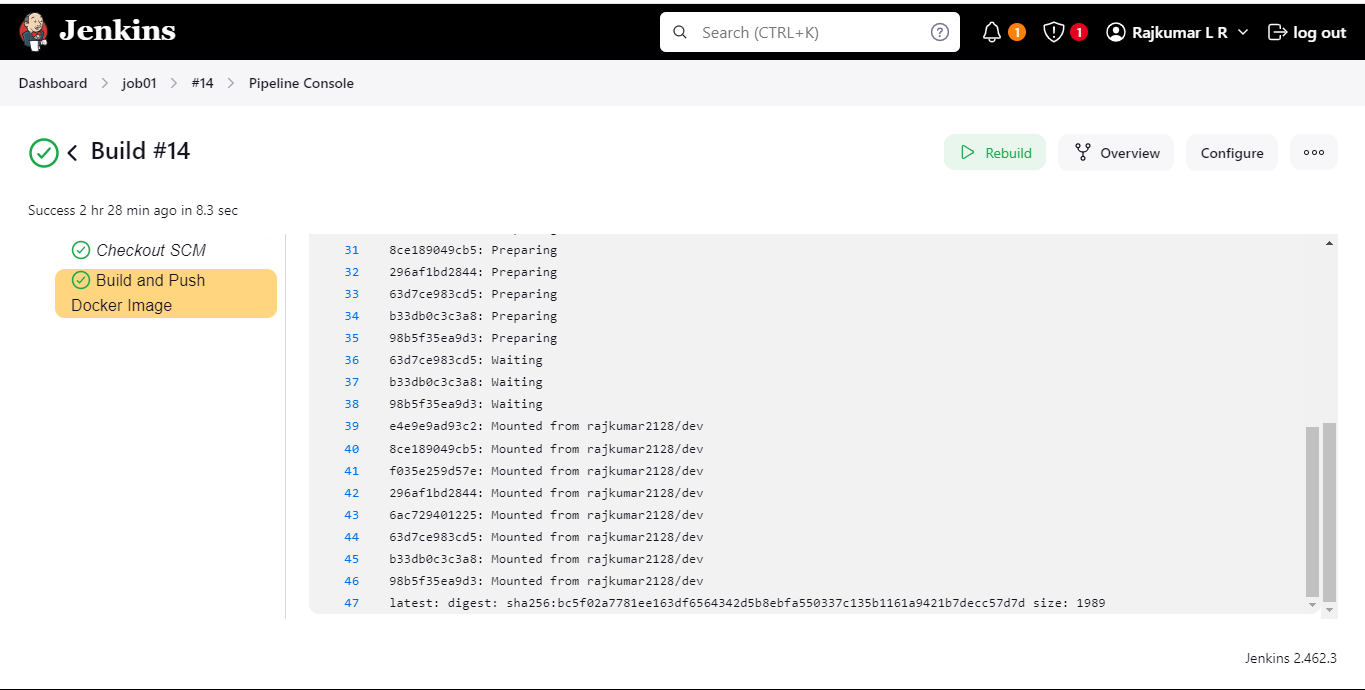 Jenkins
Search (CTRL+K)
?
1
1
Rajkumar L R
log out
Dashboard > job01 > #14 > Pipeline Console
Build #14
Rebuild
Overview
Configure
Success 2 hr 28 min ago in 8.3 sec
Checkout SCM
Build and Push
Docker Image
31 8ce189049cb5: Preparing
32 296af1bd2844: Preparing
33 63d7ce983cd5: Preparing
34 b33db0c3c3a8: Preparing
35 98b5f35ea9d3: Preparing
36 63d7ce983cd5: Waiting
37 b33db0c3c3a8: Waiting
38 98b5f35ea9d3: Waiting
39 e4e9e9ad93c2: Mounted from rajkumar2128/dev
40 8ce189049cb5: Mounted from rajkumar2128/dev
41 f035e259d57e: Mounted from rajkumar2128/dev
42 296af1bd2844: Mounted from rajkumar2128/dev
43 6ac729401225: Mounted from rajkumar2128/dev
44 63d7ce983cd5: Mounted from rajkumar2128/dev
45 b33db0c3c3a8: Mounted from rajkumar2128/dev
46 98b5f35ea9d3: Mounted from rajkumar2128/dev
47 latest: digest: sha256:bc5f02a7781ee163df6564342d5b8ebfa550337c135b1161a9421b7decc57d7d size: 1989
Jenkins 2.462.3